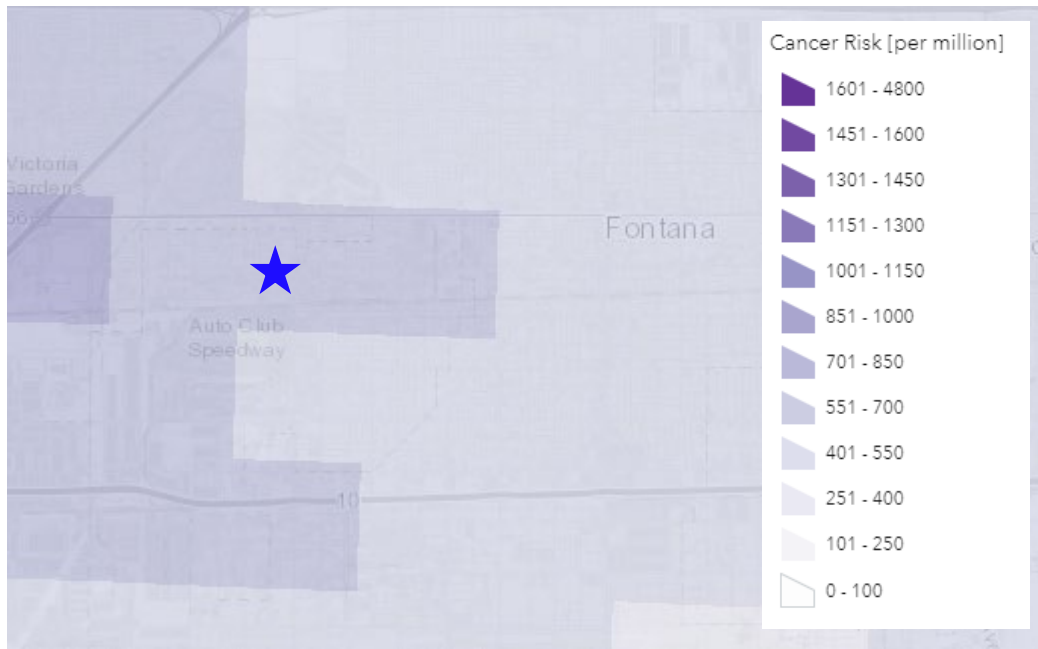 Victoria
Gardens
Fontana
Auto Club
Speedway
10
Cancer Risk [per million]
1601 - 4800
1451 - 1600
1301 - 1450
1151 - 1300
1001 - 1150
851 - 1000
701 - 850
551 - 700
401 - 550
251 - 400
101 - 250
0 - 100